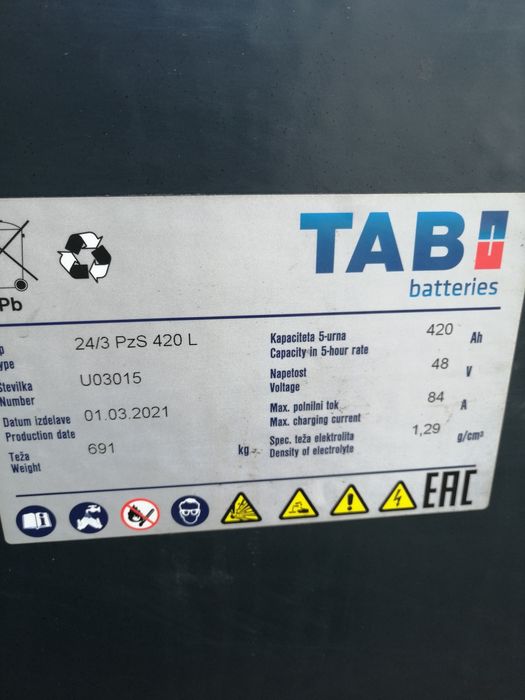 TAB
batteries
Pb
24/3 PzS 420 L
Številka U03015
Number
Datum izdelave 01.03.2021
Production date
Teža 691 kg
Weight
Kapaciteta 5-urna 420 Ah
Capacity in 5-hour rate
Napetost 48 V
Voltage
Max. polnilni tok 84 A
Max. charging current
Spec. teža elektrolita 1,29 g/cm³
Density of electrolyte
EAC